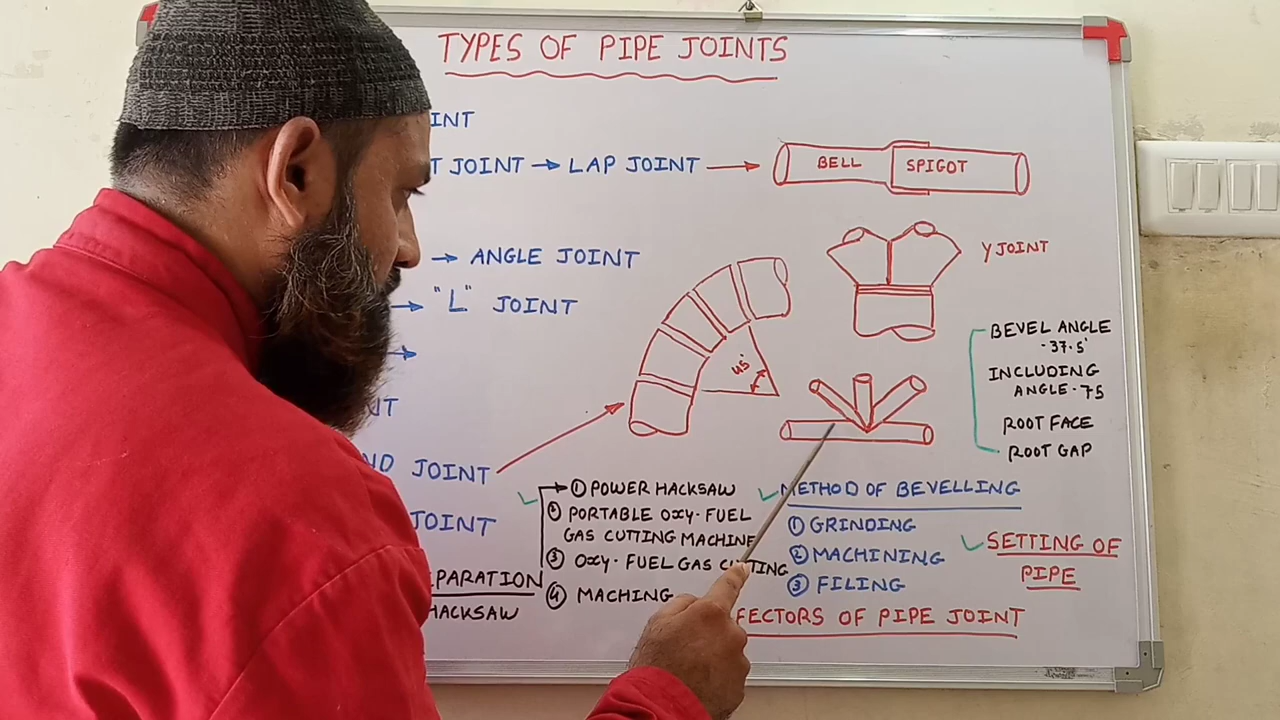 TYPES OF PIPE JOINTS
INT
T JOINT → LAP JOINT →
BELL SPIGOT
→ ANGLE JOINT
Y JOINT
→ "L" JOINT
→
NT
ND JOINT
JOINT
45°
BEVEL ANGLE
- 37.5°
INCLUDING
ANGLE - 75
ROOT FACE
ROOT GAP
① POWER HACKSAW
② PORTABLE OXY-FUEL
GAS CUTTING MACHINE
③ OXY-FUEL GAS CUTTING
④ MACHING
EPARATION
HACKSAW
METHOD OF BEVELLING
① GRINDING
② MACHINING
③ FILING
SETTING OF
PIPE
FECTORS OF PIPE JOINT